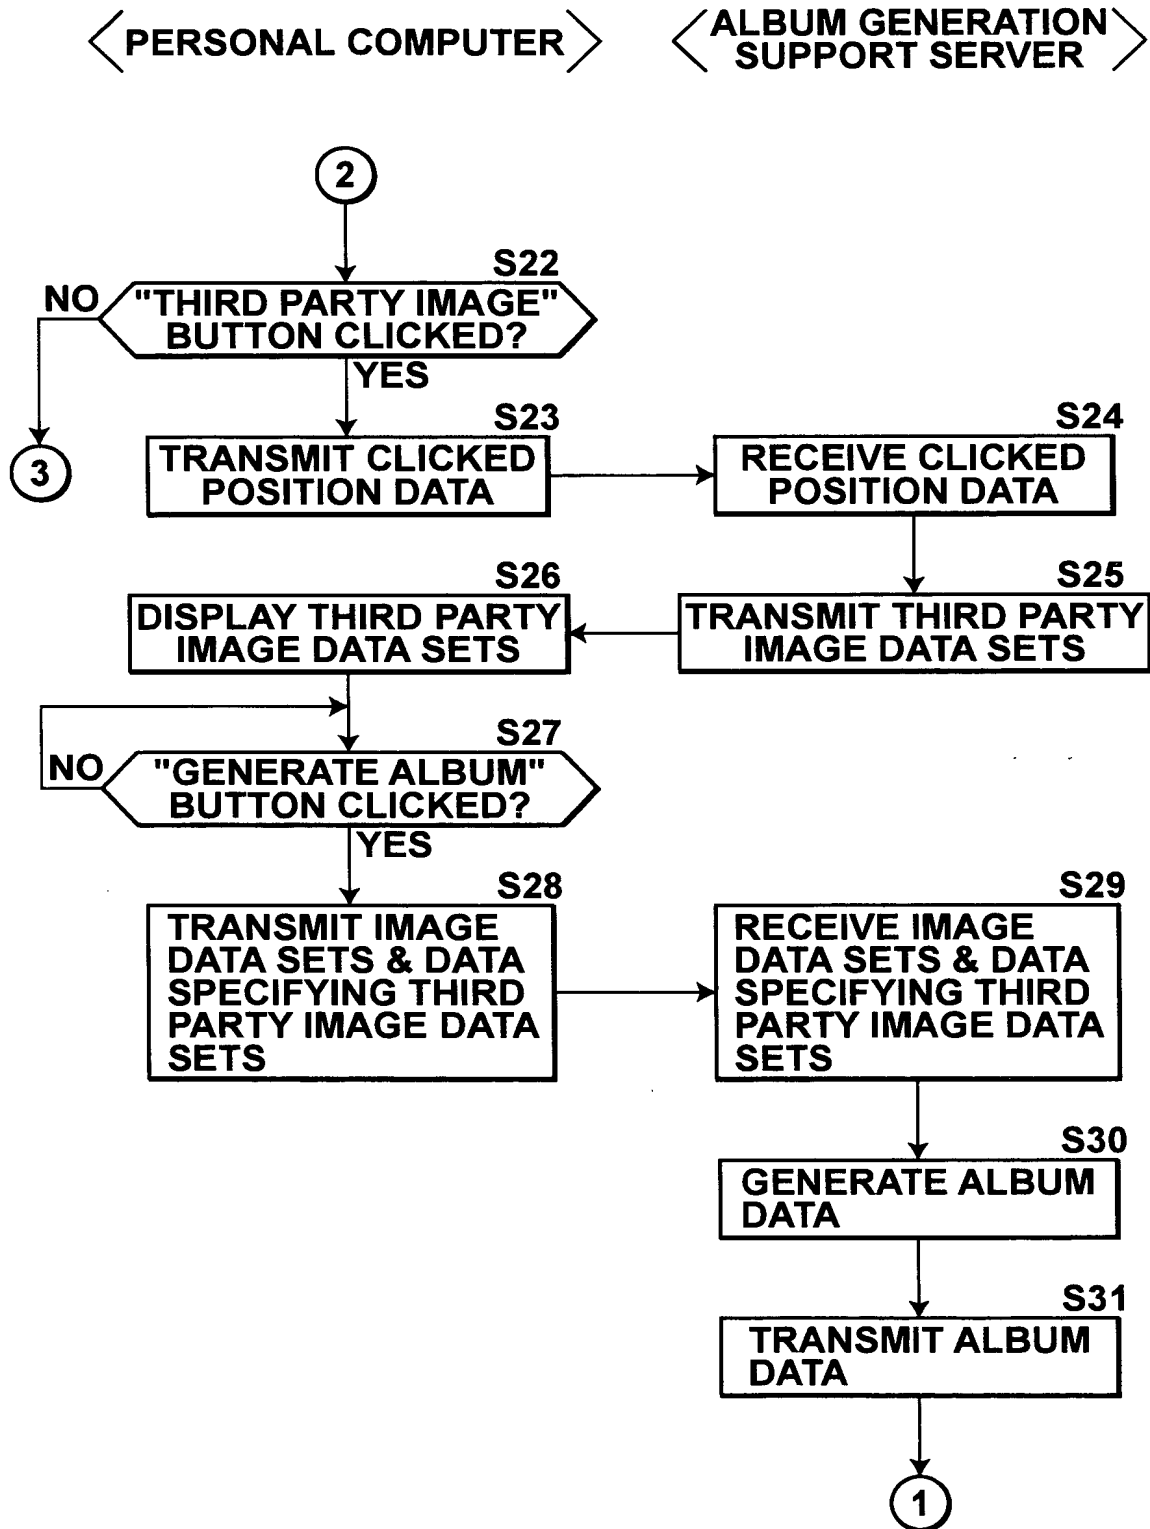 PERSONAL COMPUTER
ALBUM GENERATION
SUPPORT SERVER
2
S22
NO
"THIRD PARTY IMAGE"
BUTTON CLICKED?
YES
3
S23
TRANSMIT CLICKED
POSITION DATA
S24
RECEIVE CLICKED
POSITION DATA
S26
DISPLAY THIRD PARTY
IMAGE DATA SETS
S25
TRANSMIT THIRD PARTY
IMAGE DATA SETS
S27
NO
"GENERATE ALBUM"
BUTTON CLICKED?
YES
S28
TRANSMIT IMAGE
DATA SETS & DATA
SPECIFYING THIRD
PARTY IMAGE DATA
SETS
S29
RECEIVE IMAGE
DATA SETS & DATA
SPECIFYING THIRD
PARTY IMAGE DATA
SETS
S30
GENERATE ALBUM
DATA
S31
TRANSMIT ALBUM
DATA
1